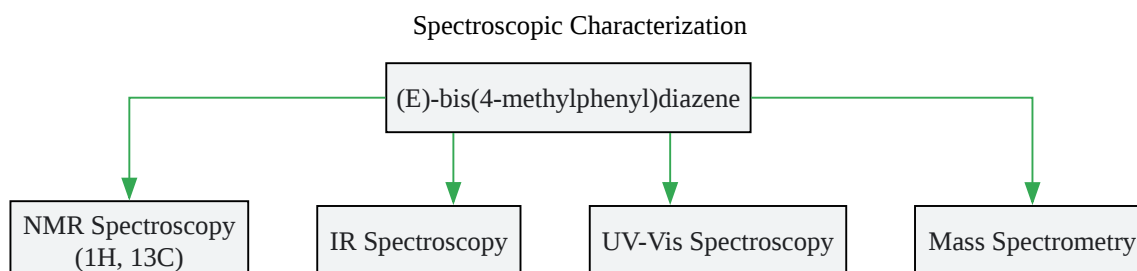 Spectroscopic Characterization
(E)-bis(4-methylphenyl)diazene
NMR Spectroscopy
(1H, 13C)
IR Spectroscopy
UV-Vis Spectroscopy
Mass Spectrometry